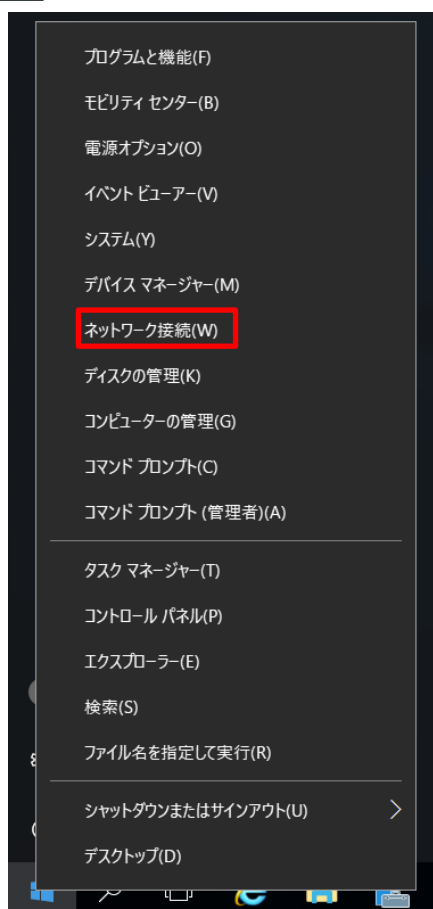 プログラムと機能(F)
モビリティ センター(B)
電源オプション(O)
イベント ビューアー(V)
システム(Y)
デバイス マネージャー(M)
ネットワーク接続(W)
ディスクの管理(K)
コンピューターの管理(G)
コマンド プロンプト(C)
コマンド プロンプト (管理者)(A)
タスク マネージャー(T)
コントロール パネル(P)
エクスプローラー(E)
検索(S)
ファイル名を指定して実行(R)
シャットダウンまたはサインアウト(U)
デスクトップ(D)